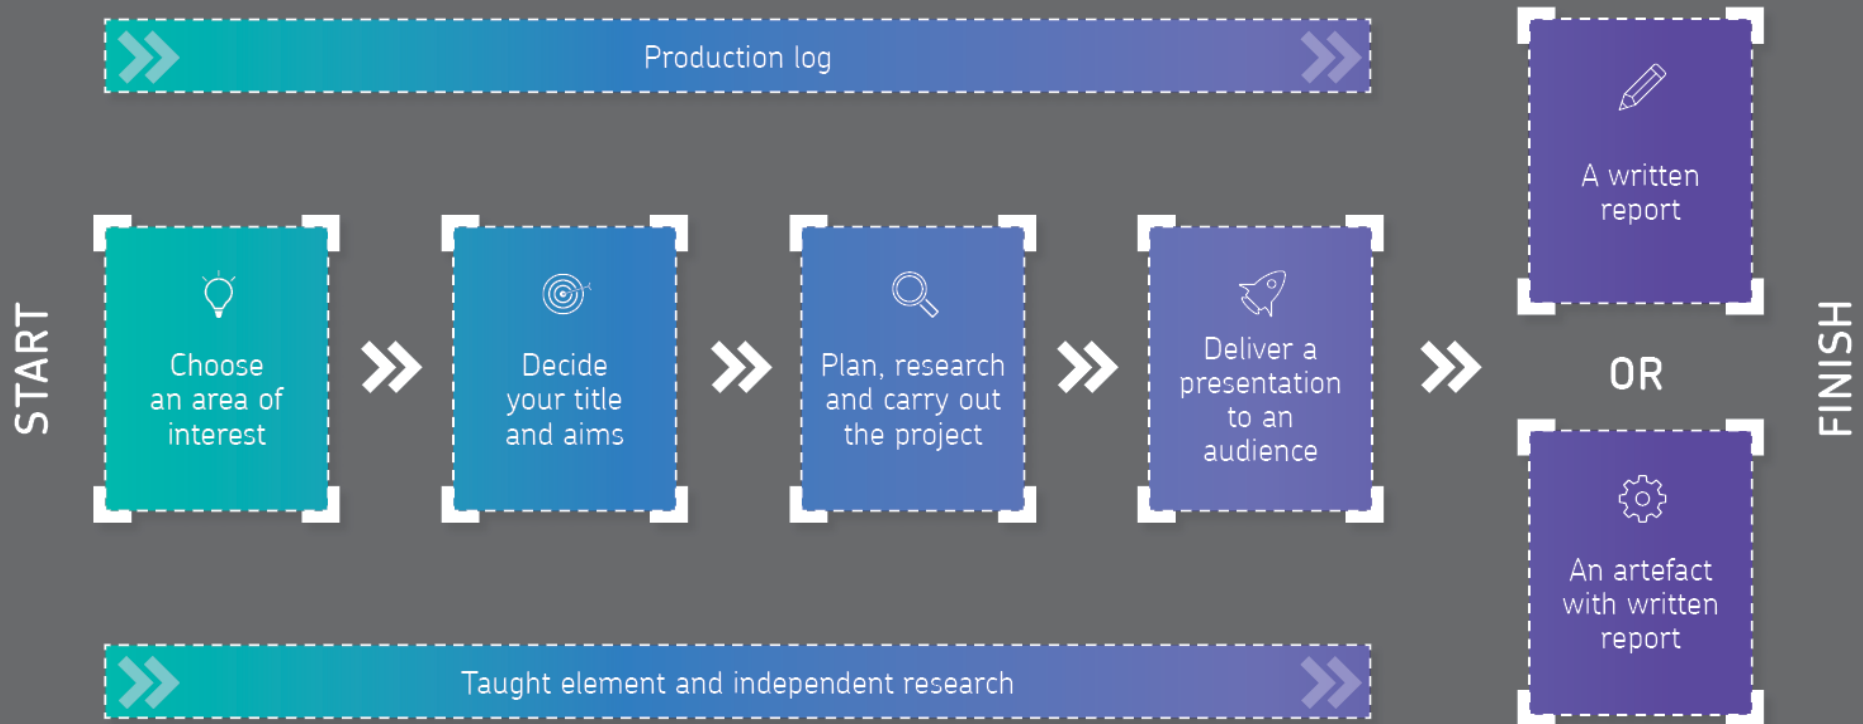 Production log
START
Choose
an area of
interest
Decide
your title
and aims
Plan, research
and carry out
the project
Deliver a
presentation
to an
audience
A written
report
OR
An artefact
with written
report
FINISH
Taught element and independent research